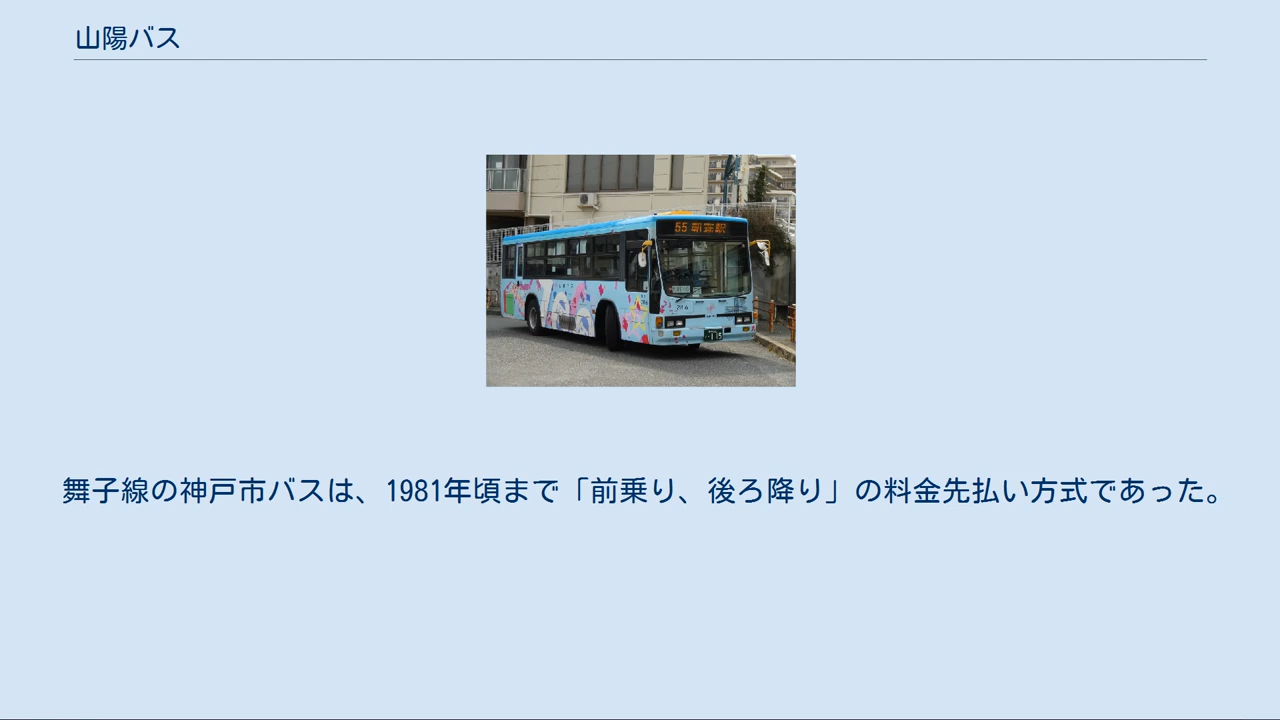 山陽バス
55 朝霧駅
舞子線の神戸市バスは、1981年頃まで「前乗り、後ろ降り」の料金先払い方式であった。